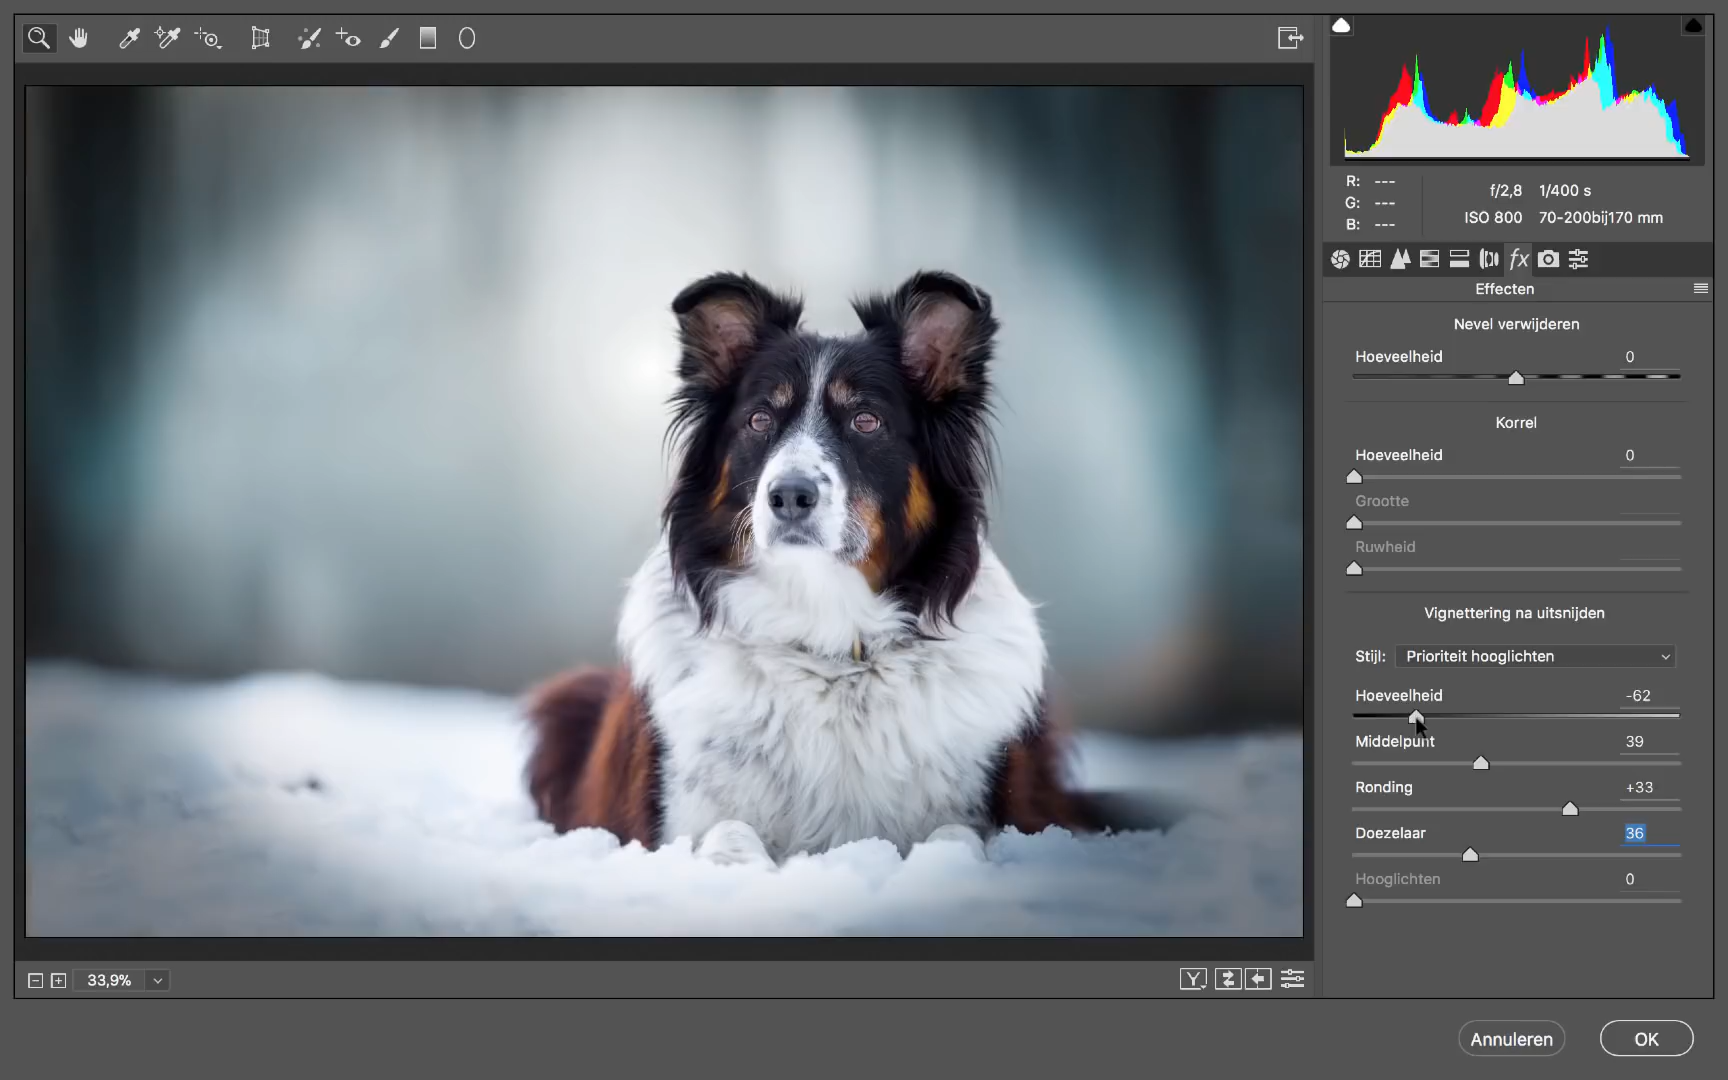 R: ---
G: ---
B: ---
f/2,8 1/400 s
ISO 800 70-200bij170 mm
fx
Effecten
Nevel verwijderen
Hoeveelheid 0
Korrel
Hoeveelheid 0
Grootte
Ruwheid
Vignettering na uitsnijden
Stijl: Prioriteit hooglichten
Hoeveelheid -62
Middelpunt 39
Ronding +33
Doezelaar 36
Hooglichten 0
33,9%
Y
Annuleren OK